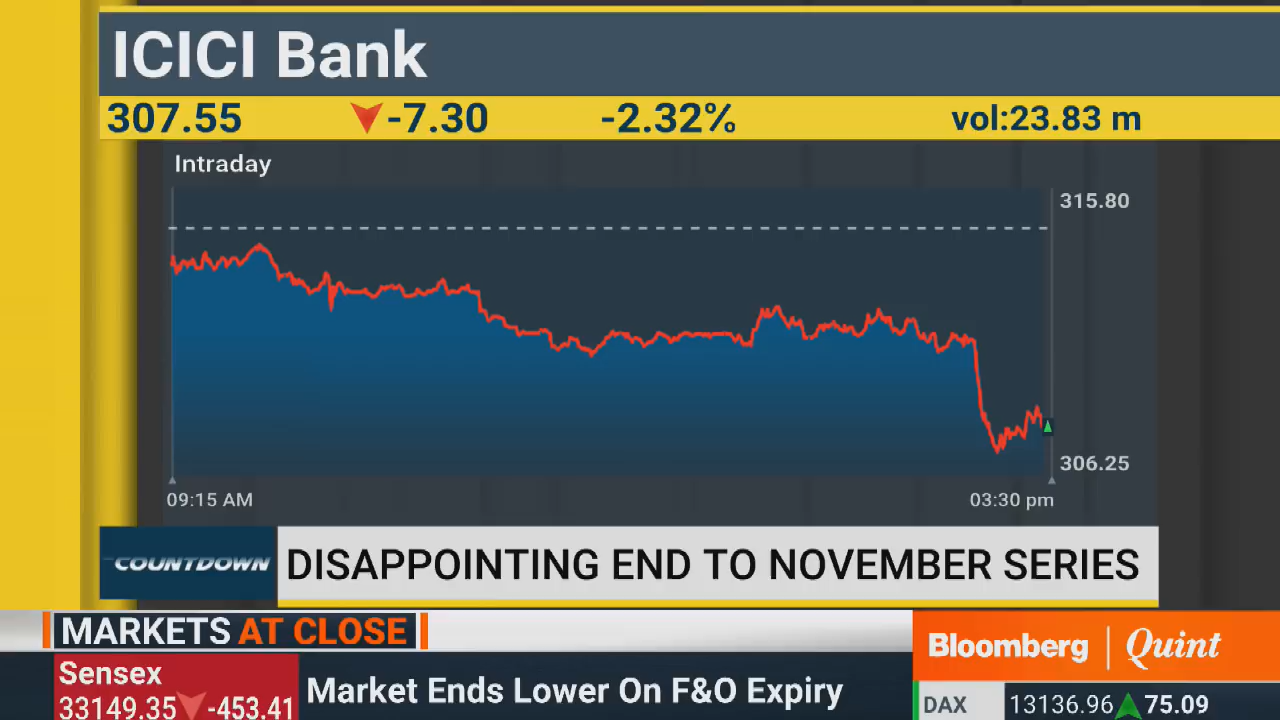 ICICI Bank
307.55 -7.30 -2.32% vol:23.83 m
Intraday
315.80
306.25
09:15 AM 03:30 pm
COUNTDOWN DISAPPOINTING END TO NOVEMBER SERIES
MARKETS AT CLOSE
Bloomberg | Quint
Sensex
33149.35 -453.41
Market Ends Lower On F&O Expiry
DAX 13136.96 75.09